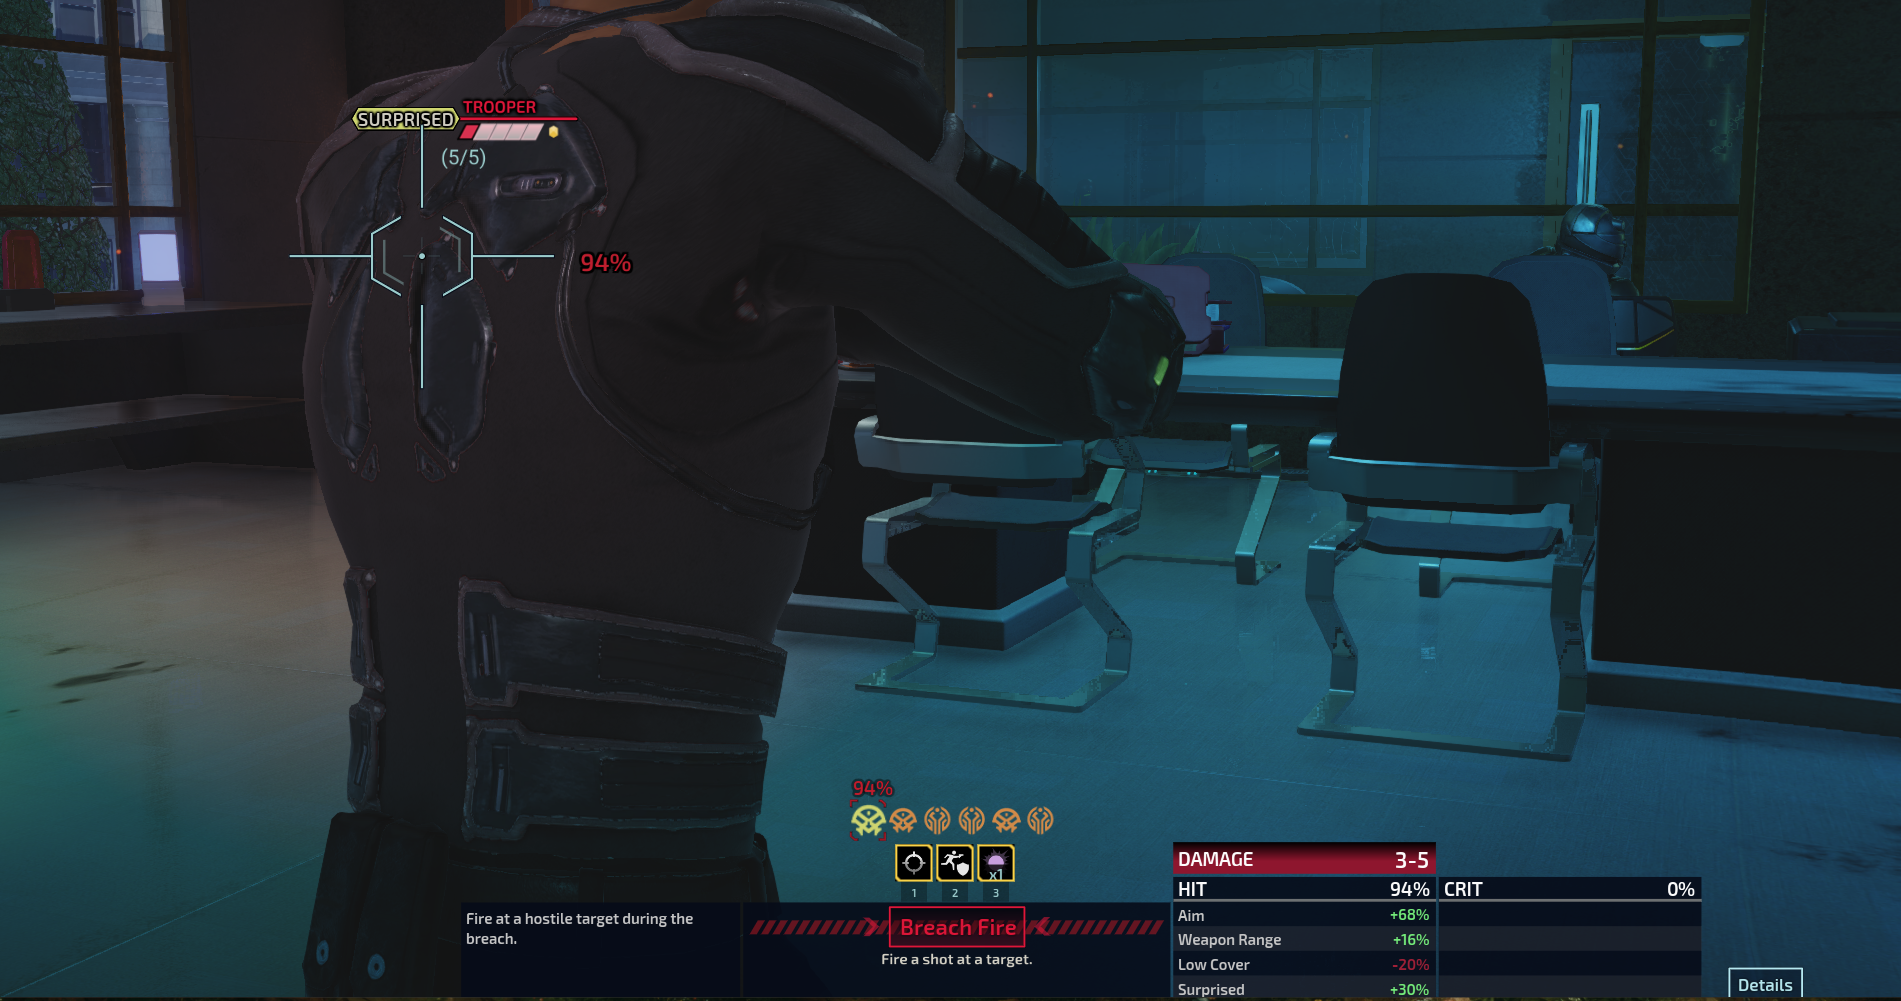 TROOPER
SURPRISED
(5/5)
94%
94%
x1
1
2
3
Fire at a hostile target during the
breach.
Breach Fire
Fire a shot at a target.
DAMAGE 3-5
HIT 94% CRIT 0%
Aim +68%
Weapon Range +16%
Low Cover -20%
Surprised +30%
Details